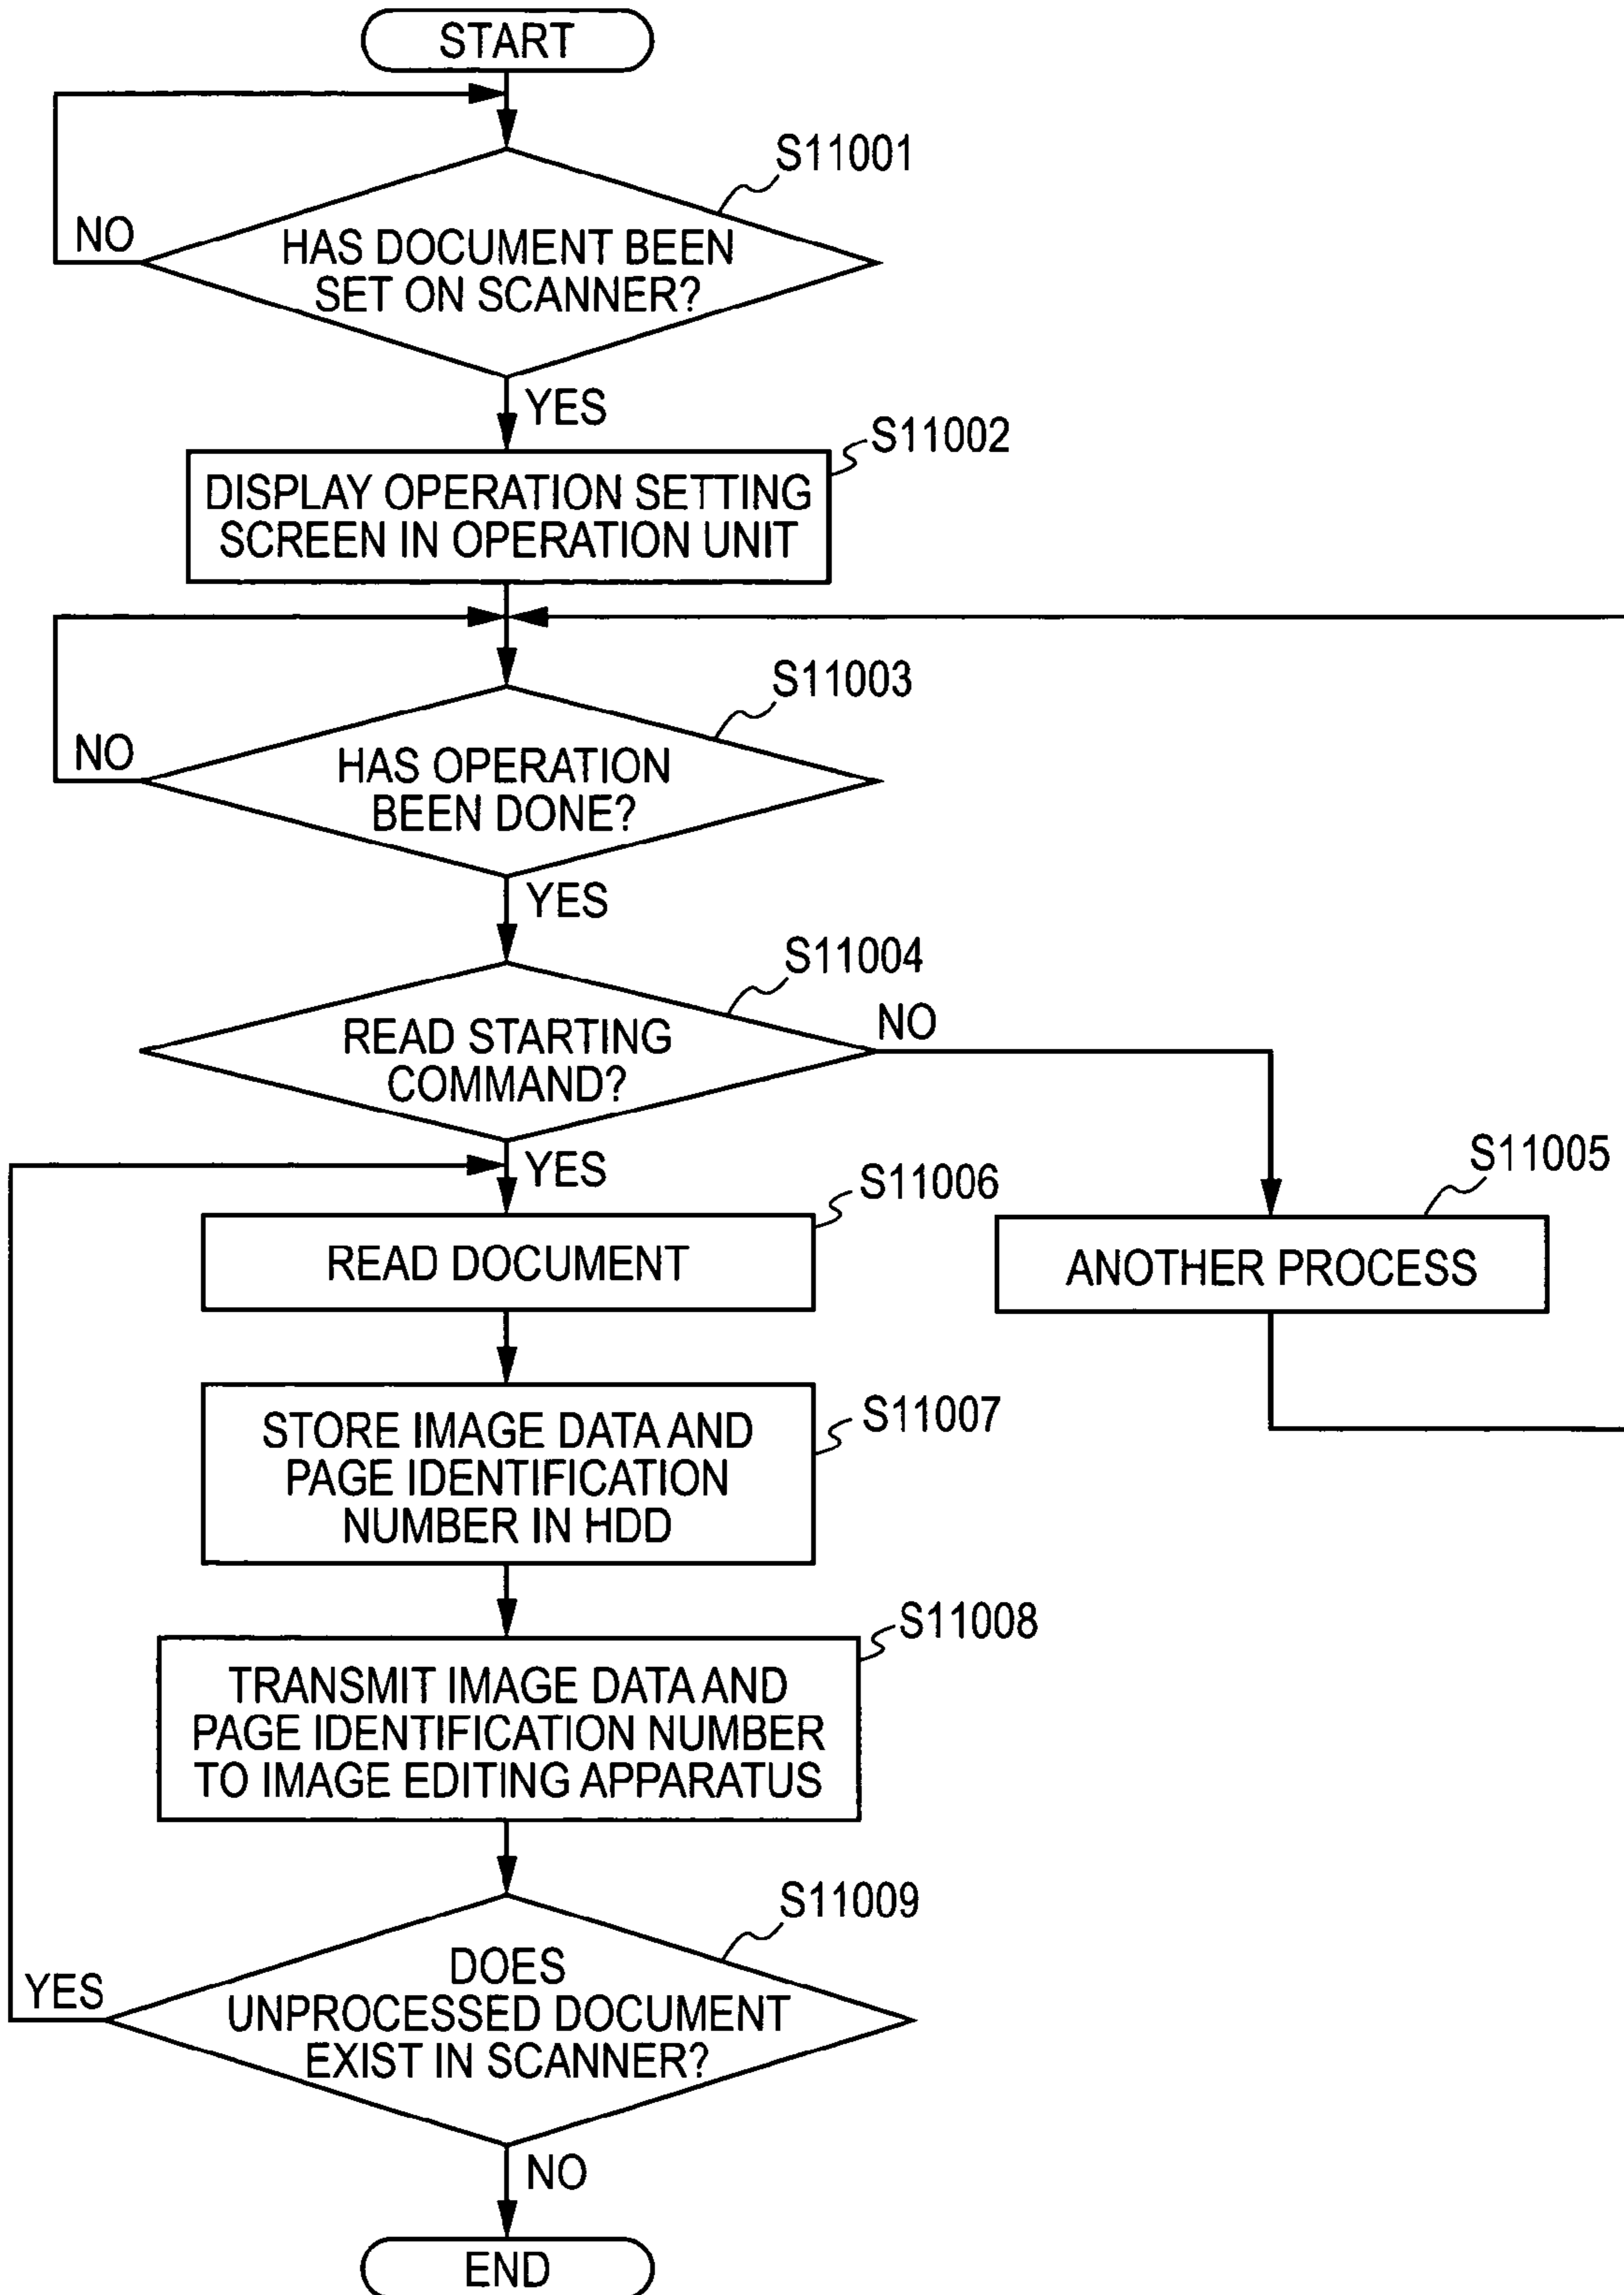 START
S11001
NO
HAS DOCUMENT BEEN
SET ON SCANNER?
YES
S11002
DISPLAY OPERATION SETTING
SCREEN IN OPERATION UNIT
S11003
NO
HAS OPERATION
BEEN DONE?
YES
S11004
NO
READ STARTING
COMMAND?
YES
S11006
S11005
READ DOCUMENT
ANOTHER PROCESS
S11007
STORE IMAGE DATA AND
PAGE IDENTIFICATION
NUMBER IN HDD
S11008
TRANSMIT IMAGE DATA AND
PAGE IDENTIFICATION NUMBER
TO IMAGE EDITING APPARATUS
S11009
YES
DOES
UNPROCESSED DOCUMENT
EXIST IN SCANNER?
NO
END